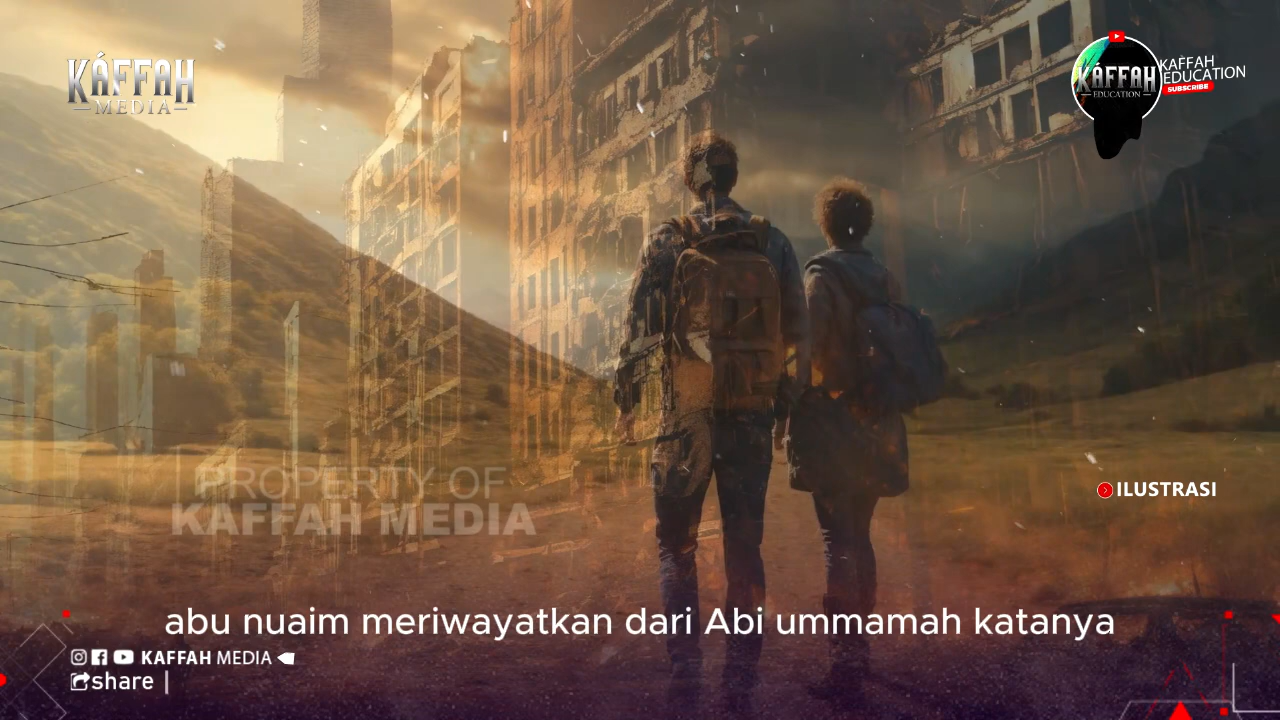 KÁFFAH
MEDIA
KÁFFAH
EDUCATION
KAFFAH
EDUCATION
SUBSCRIBE
PROPERTY OF
KAFFAH MEDIA
ILUSTRASI
abu nuaim meriwayatkan dari Abi ummamah katanya
KAFFAH MEDIA
share